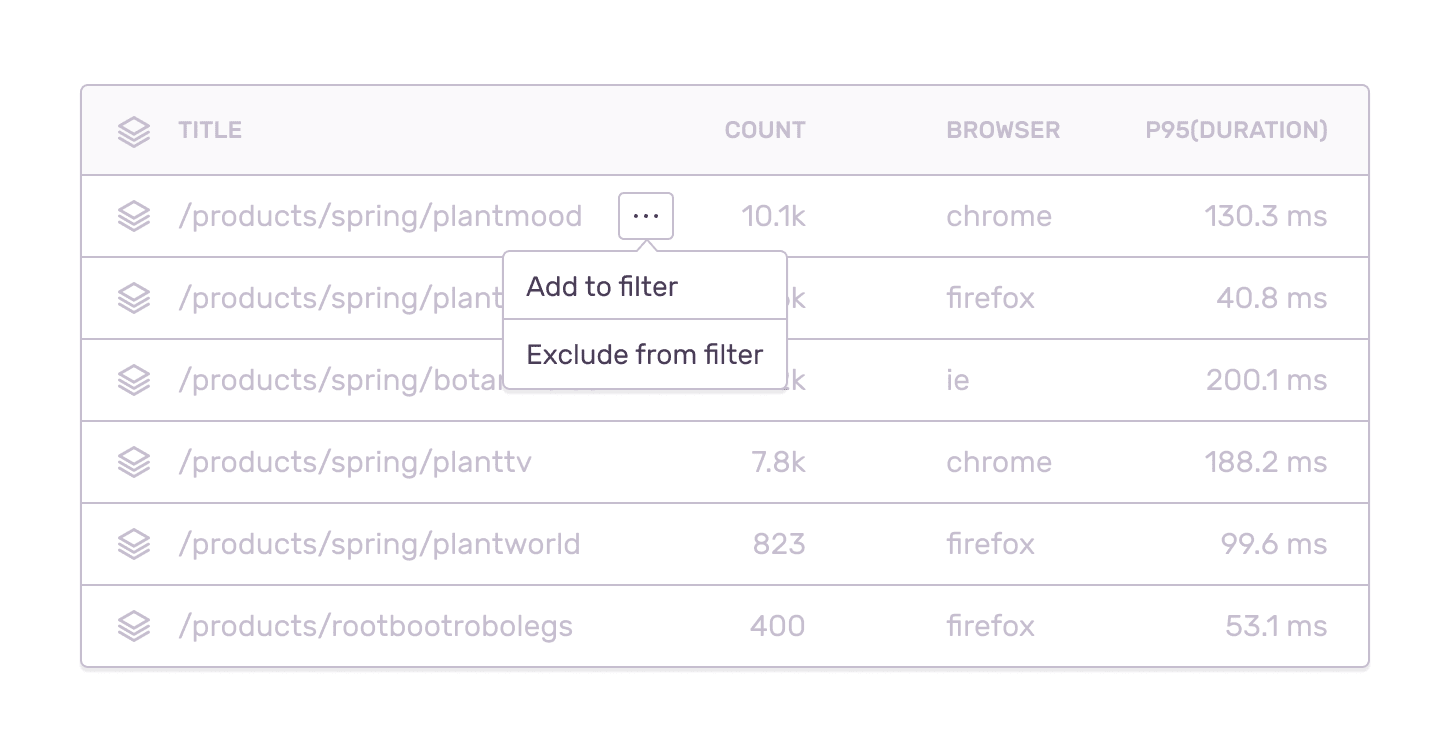 TITLE COUNT BROWSER P95(DURATION)
/products/spring/plantmood ... 10.1k chrome 130.3 ms
Add to filter
/products/spring/plant firefox 40.8 ms
Exclude from filter
/products/spring/ ie 200.1 ms
/products/spring/planttv 7.8k chrome 188.2 ms
/products/spring/plantworld 823 firefox 99.6 ms
/products/rootbootrobolegs 400 firefox 53.1 ms